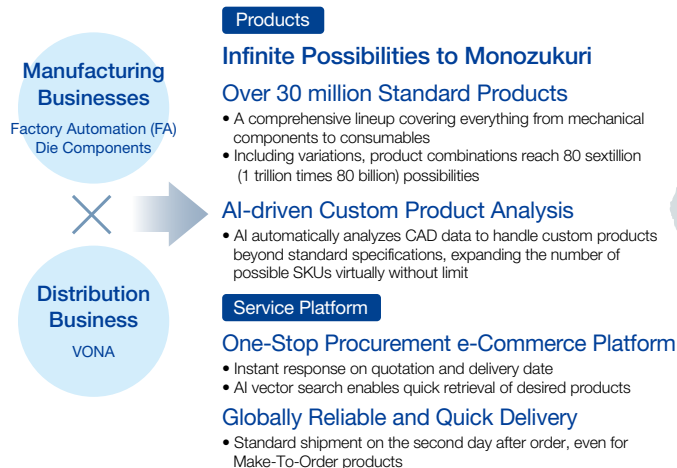 Manufacturing
Businesses
Factory Automation (FA)
Die Components
Distribution
Business
VONA
Products
Infinite Possibilities to Monozukuri
Over 30 million Standard Products
• A comprehensive lineup covering everything from mechanical
components to consumables
• Including variations, product combinations reach 80 sextillion
(1 trillion times 80 billion) possibilities
AI-driven Custom Product Analysis
• AI automatically analyzes CAD data to handle custom products
beyond standard specifications, expanding the number of
possible SKUs virtually without limit
Service Platform
One-Stop Procurement e-Commerce Platform
• Instant response on quotation and delivery date
• AI vector search enables quick retrieval of desired products
Globally Reliable and Quick Delivery
• Standard shipment on the second day after order, even for
Make-To-Order products